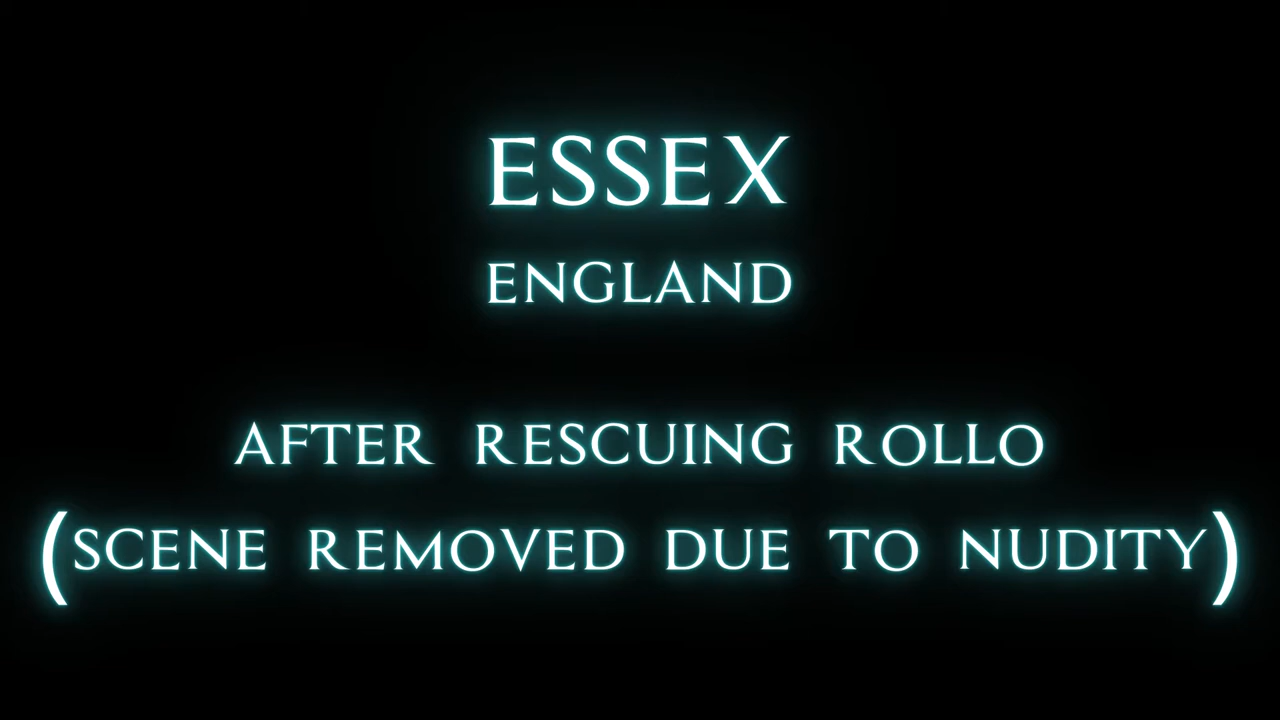 ESSEX
ENGLAND
AFTER RESCUING ROLLO
(SCENE REMOVED DUE TO NUDITY)